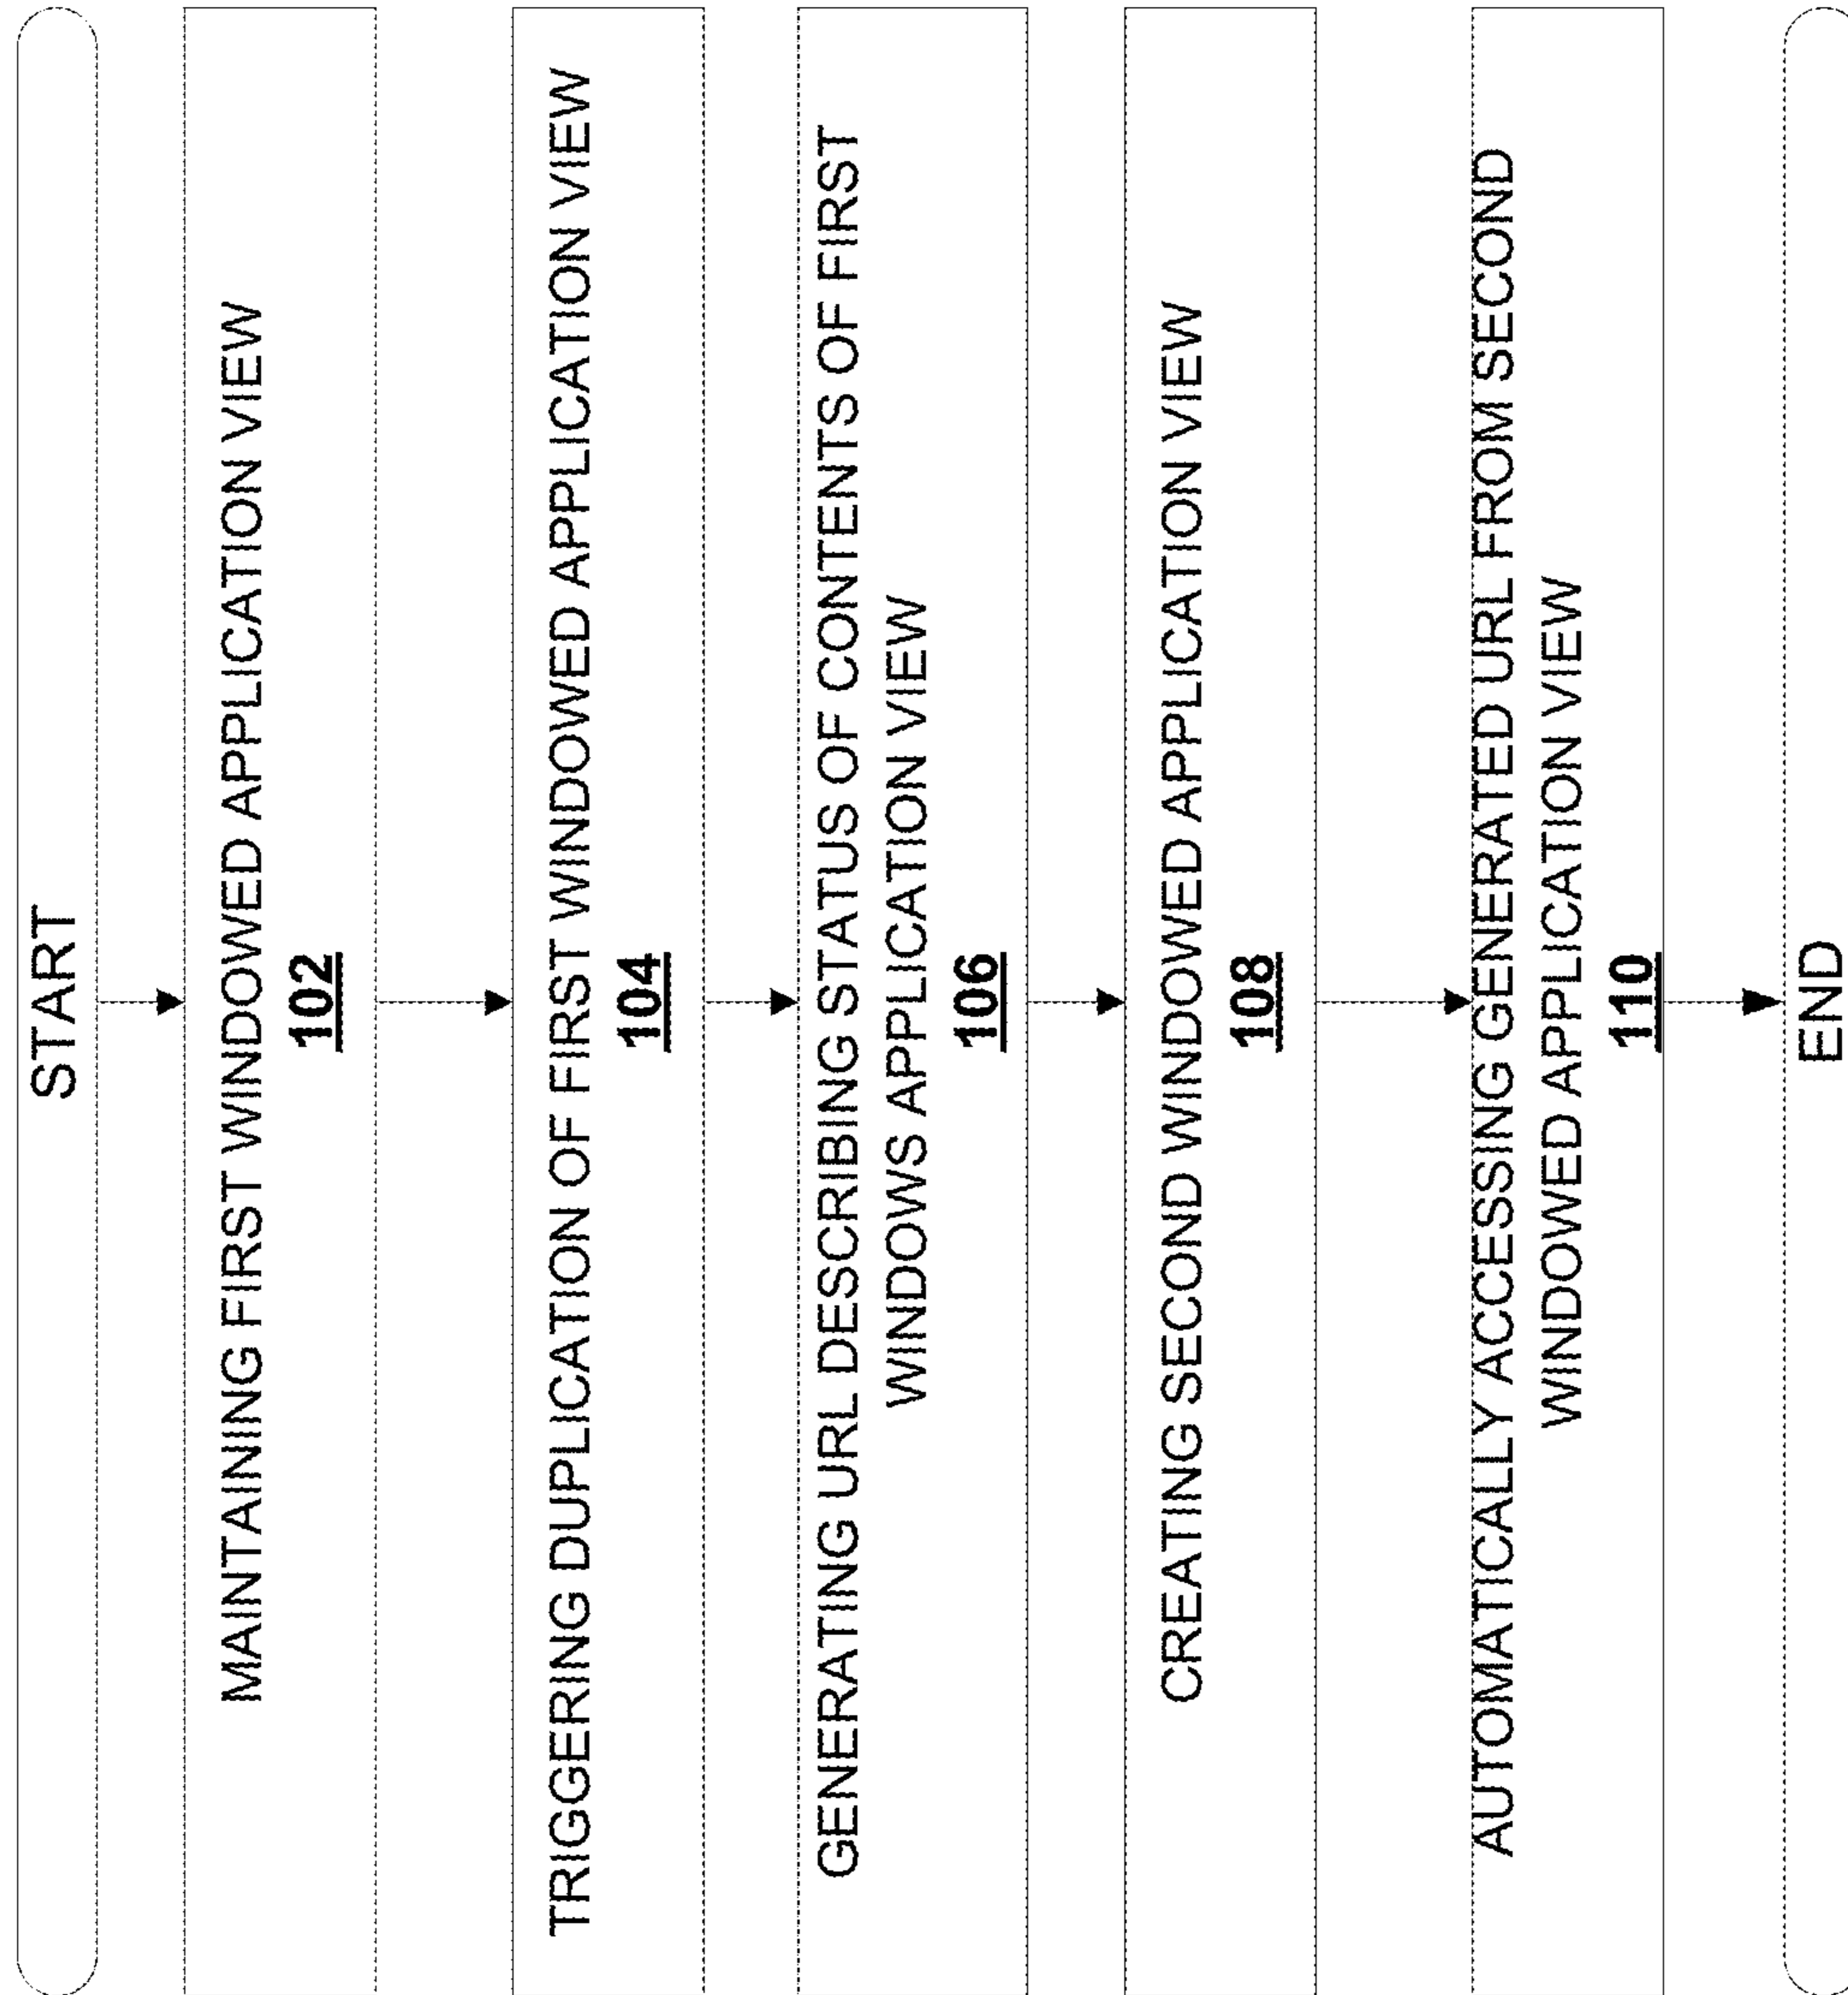 START
MAINTAINING FIRST WINDOWED APPLICATION VIEW
102
TRIGGERING DUPLICATION OF FIRST WINDOWED APPLICATION VIEW
104
GENERATING URL DESCRIBING STATUS OF CONTENTS OF FIRST
WINDOWS APPLICATION VIEW
106
CREATING SECOND WINDOWED APPLICATION VIEW
108
AUTOMATICALLY ACCESSING GENERATED URL FROM SECOND
WINDOWED APPLICATION VIEW
110
END